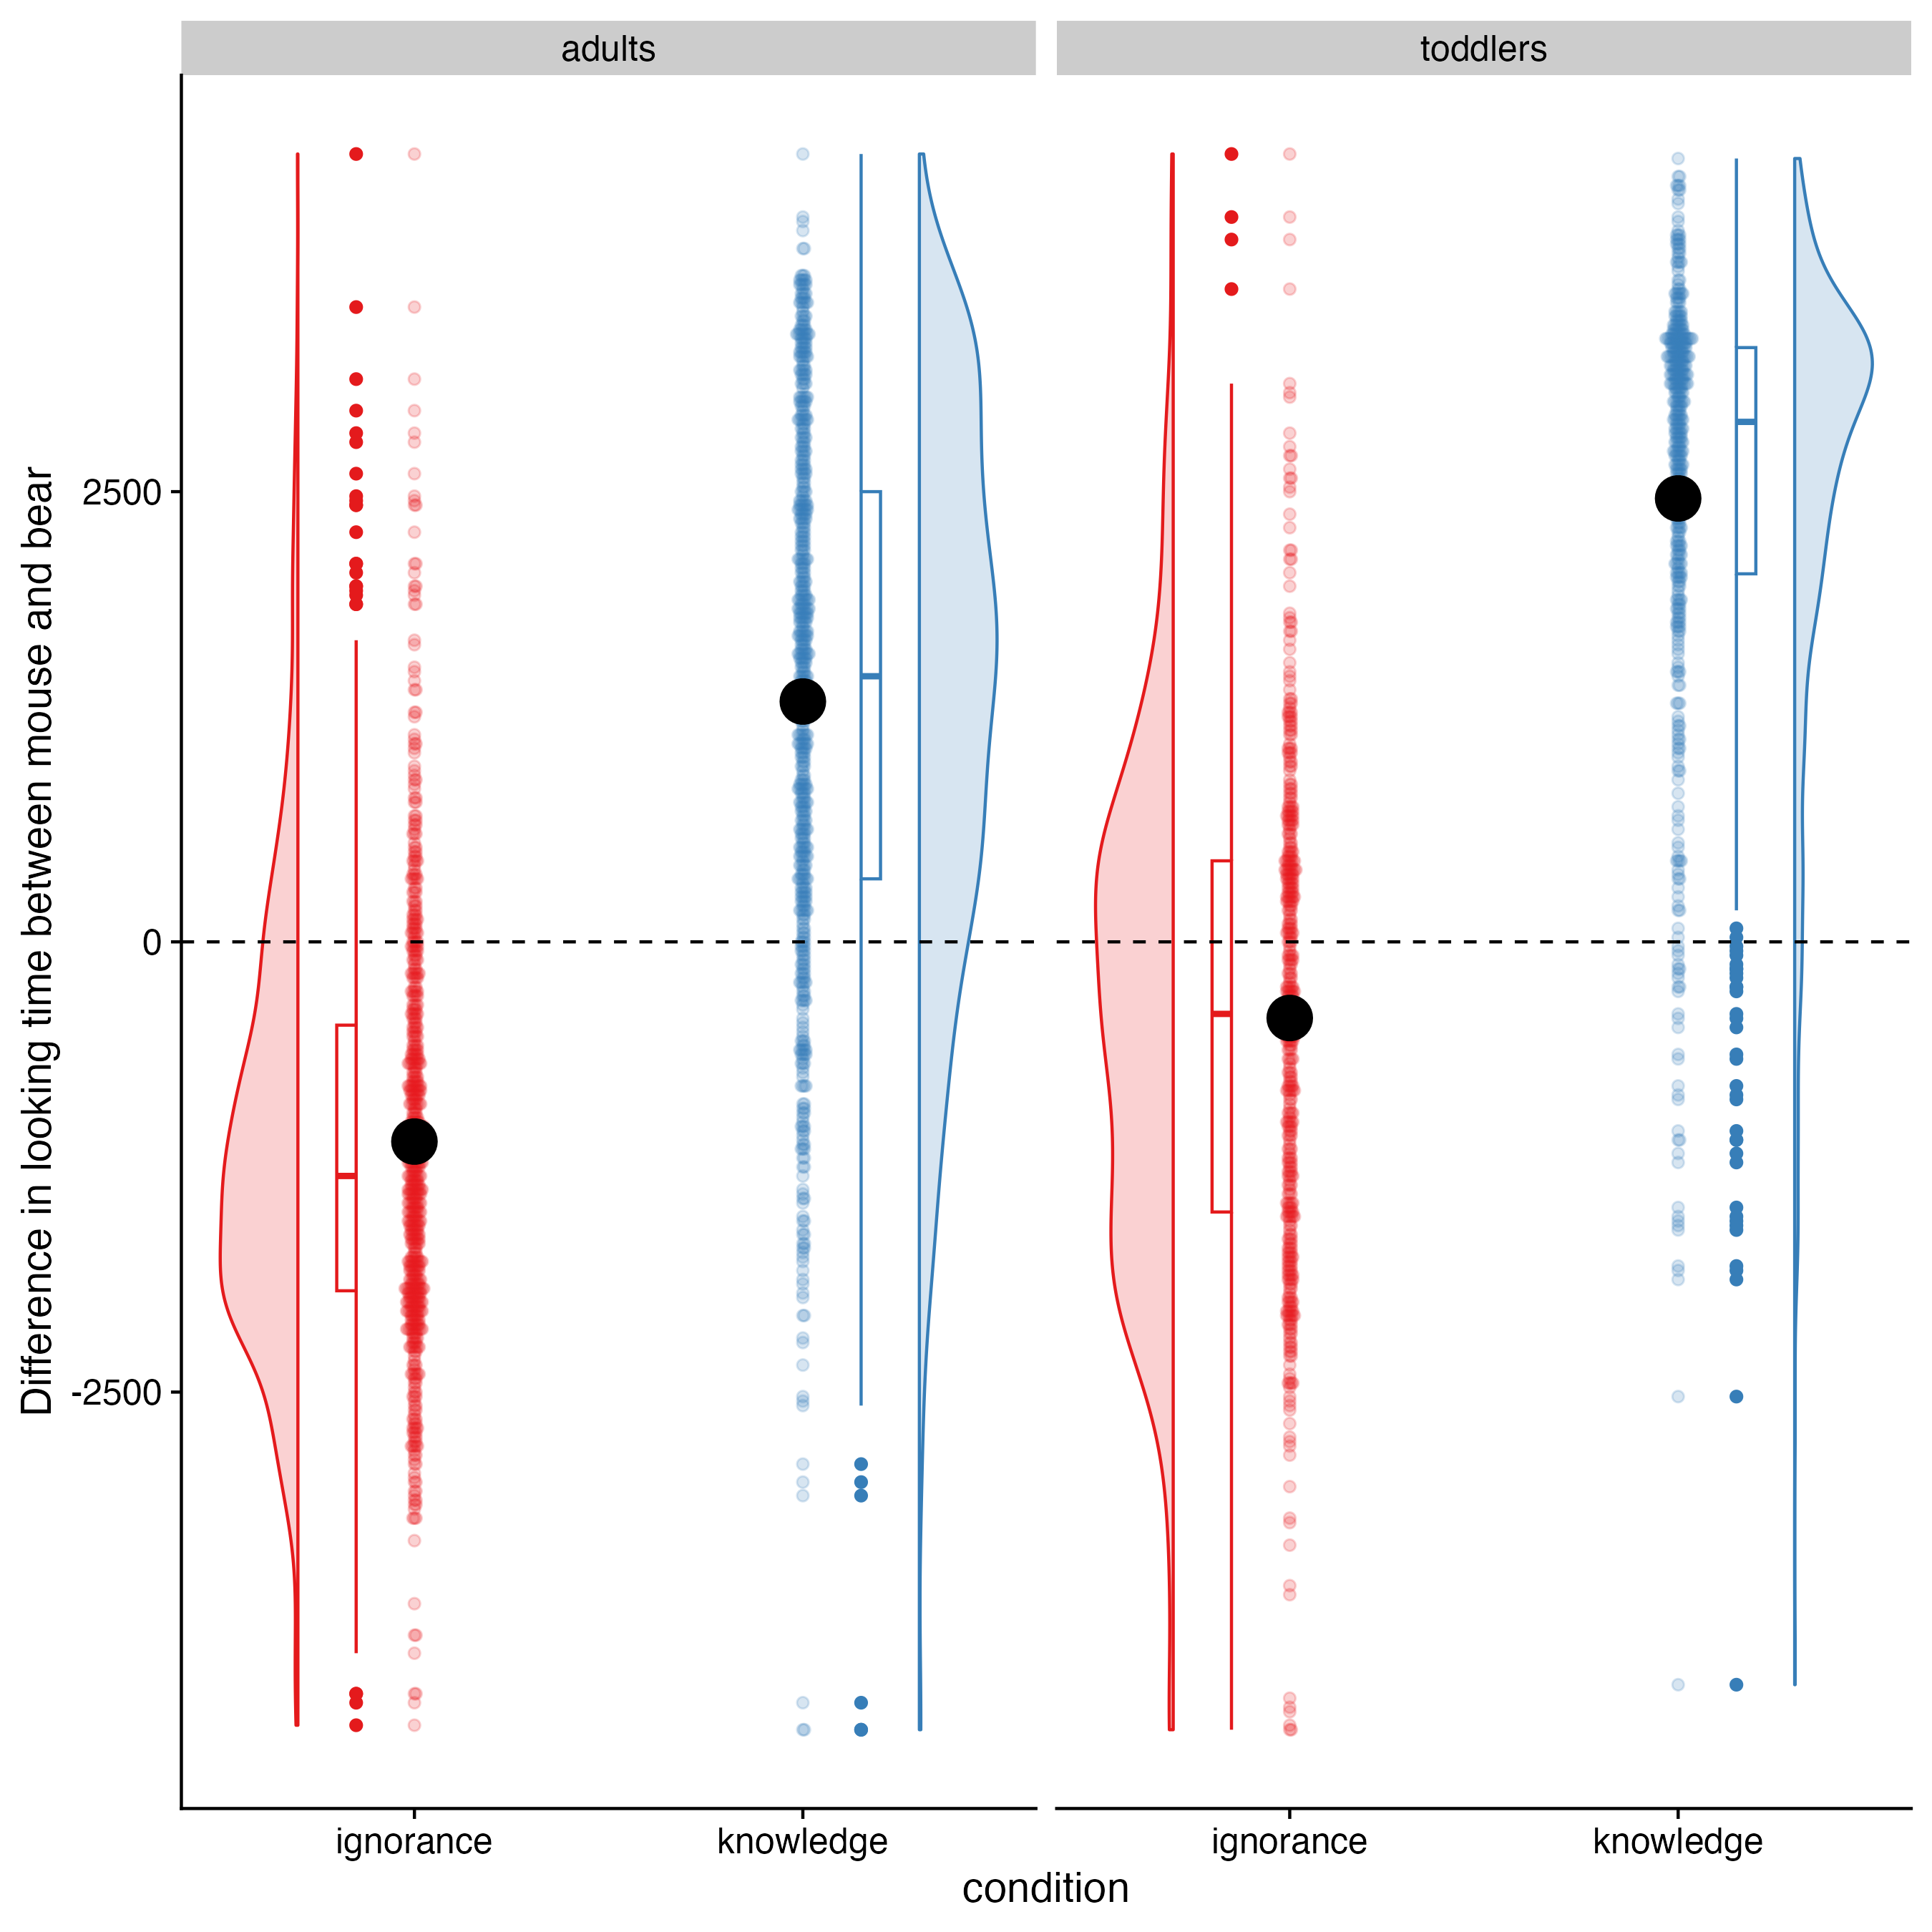 adults
toddlers
Difference in looking time between mouse and bear
2500
0
-2500
ignorance
knowledge
ignorance
knowledge
condition